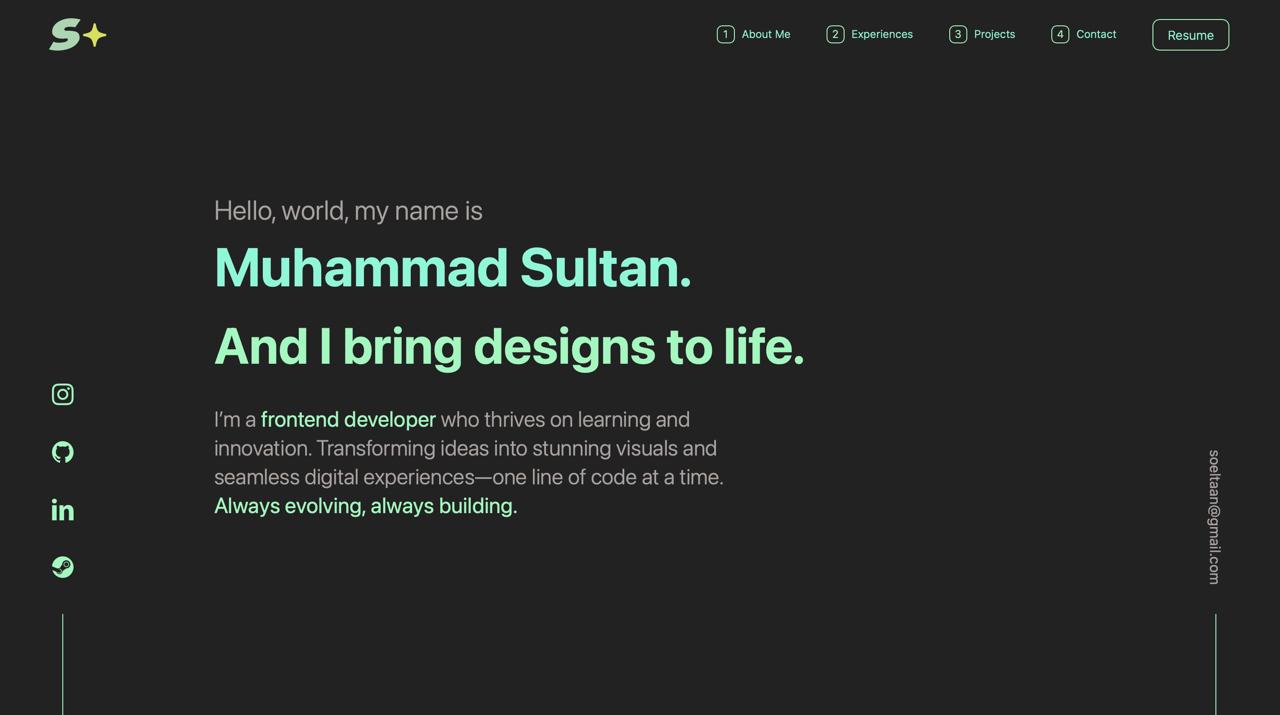 S
1 About Me
2 Experiences
3 Projects
4 Contact
Resume
Hello, world, my name is
Muhammad Sultan.
And I bring designs to life.
I’m a frontend developer who thrives on learning and
innovation. Transforming ideas into stunning visuals and
seamless digital experiences—one line of code at a time.
Always evolving, always building.
in
soeltaan@gmail.com